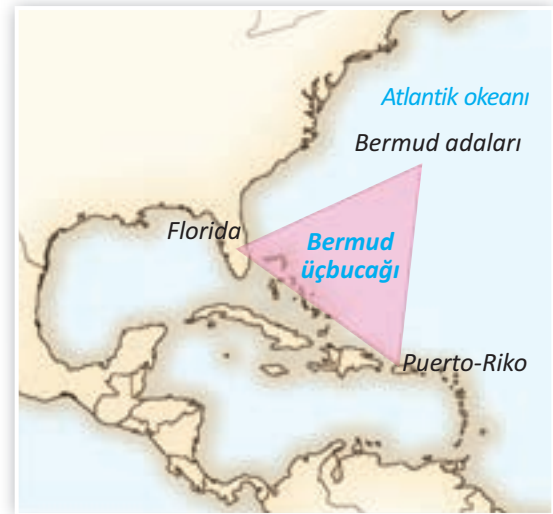 Atlantik okeanı
Bermud adaları
Florida
Bermud
üçbucağı
Puerto-Riko